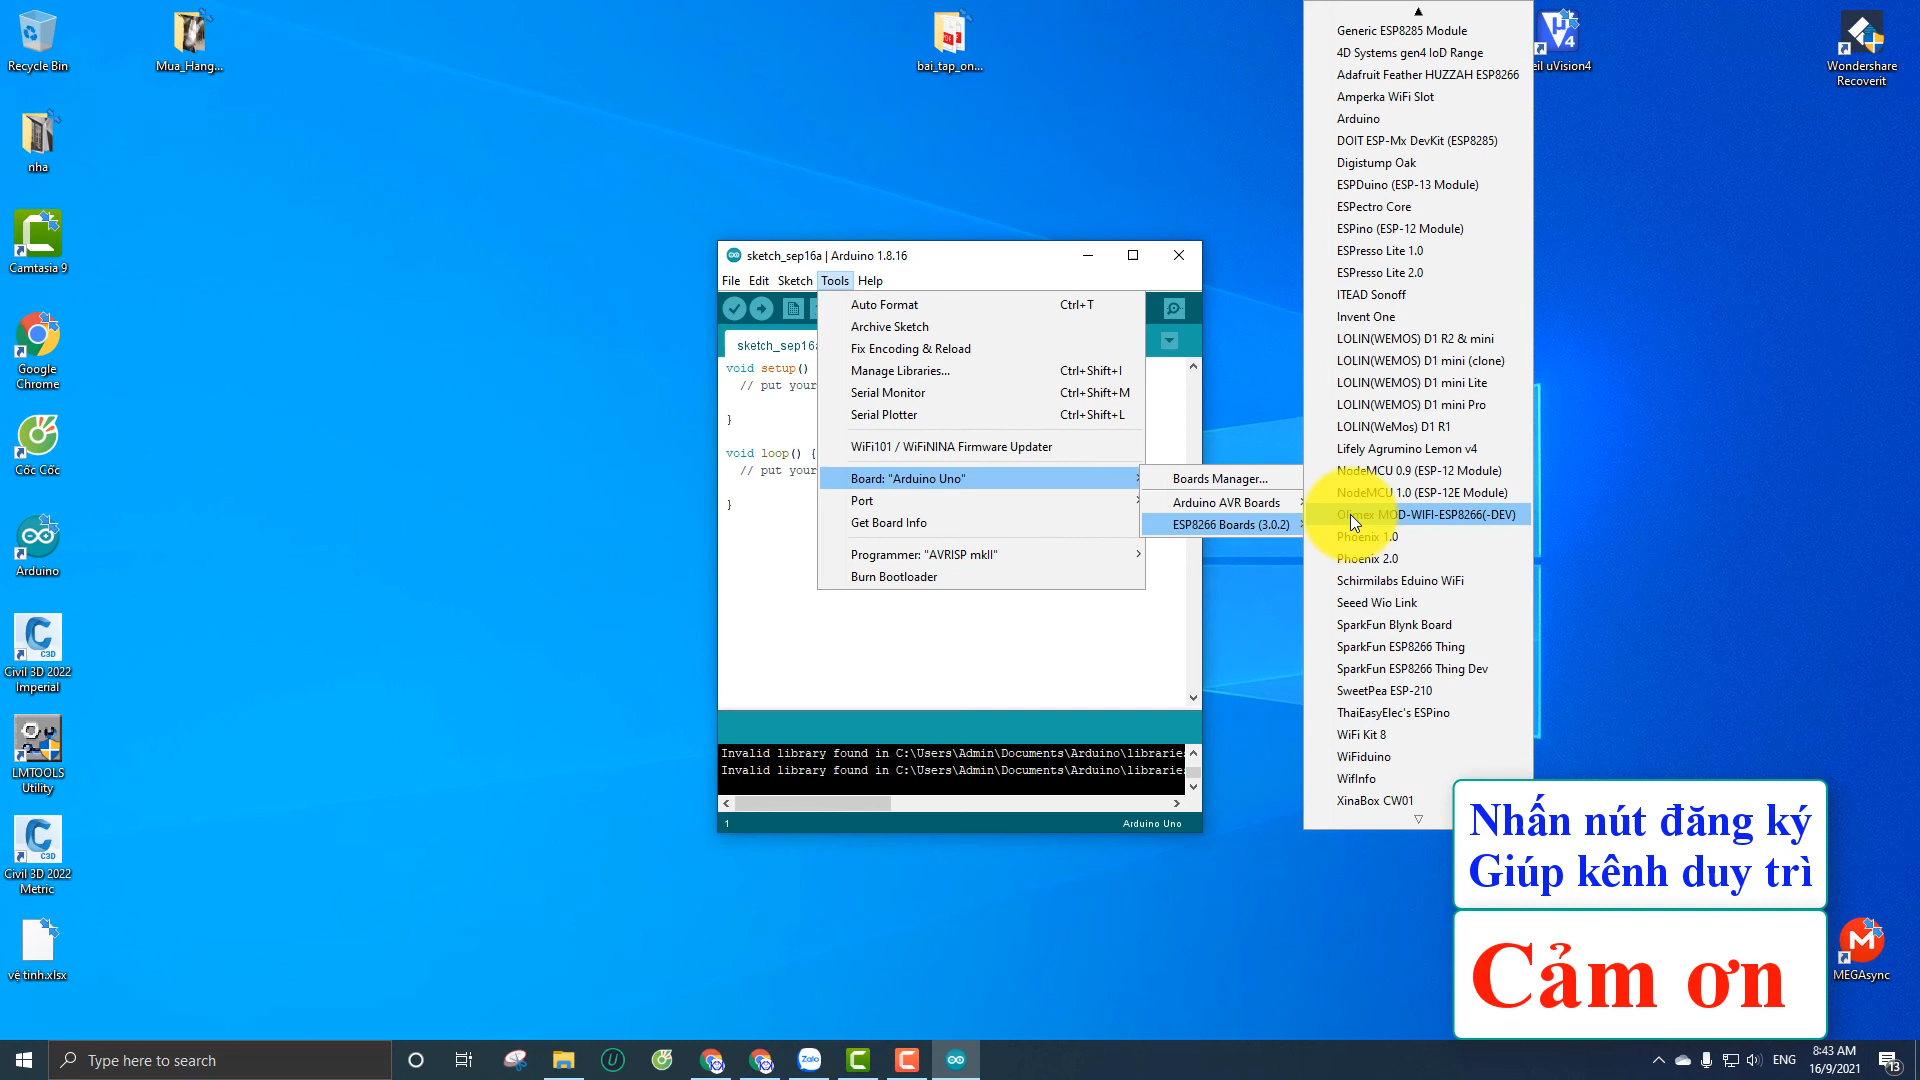 Recycle Bin
Mua_Hang...
bai_tap_on...
eil uVision4
Wondershare
Recoverit
nha
Camtasia 9
Google
Chrome
Cốc Cốc
Arduino
Civil 3D 2022
Imperial
LMTOOLS
Utility
Civil 3D 2022
Metric
vệ tinh.xlsx
MEGAsync
sketch_sep16a | Arduino 1.8.16
File Edit Sketch Tools Help
sketch_sep16a
void setup()
// put your
}
void loop() {
// put your
}
Auto Format Ctrl+T
Archive Sketch
Fix Encoding & Reload
Manage Libraries... Ctrl+Shift+I
Serial Monitor Ctrl+Shift+M
Serial Plotter Ctrl+Shift+L
WiFi101 / WiFiNINA Firmware Updater
Board: "Arduino Uno"
Port
Get Board Info
Programmer: "AVRISP mkII"
Burn Bootloader
Boards Manager...
Arduino AVR Boards
ESP8266 Boards (3.0.2)
Generic ESP8285 Module
4D Systems gen4 IoD Range
Adafruit Feather HUZZAH ESP8266
Amperka WiFi Slot
Arduino
DOIT ESP-Mx DevKit (ESP8285)
Digistump Oak
ESPDuino (ESP-13 Module)
ESPectro Core
ESPino (ESP-12 Module)
ESPresso Lite 1.0
ESPresso Lite 2.0
ITEAD Sonoff
Invent One
LOLIN(WEMOS) D1 R2 & mini
LOLIN(WEMOS) D1 mini (clone)
LOLIN(WEMOS) D1 mini Lite
LOLIN(WEMOS) D1 mini Pro
LOLIN(WeMos) D1 R1
Lifely Agrumino Lemon v4
NodeMCU 0.9 (ESP-12 Module)
NodeMCU 1.0 (ESP-12E Module)
Olimex MOD-WIFI-ESP8266(-DEV)
Phoenix 1.0
Phoenix 2.0
Schirmilabs Eduino WiFi
Seeed Wio Link
SparkFun Blynk Board
SparkFun ESP8266 Thing
SparkFun ESP8266 Thing Dev
SweetPea ESP-210
ThaiEasyElec's ESPino
WiFi Kit 8
WiFiduino
WifInfo
XinaBox CW01
Invalid library found in C:\Users\Admin\Documents\Arduino\libraries
Invalid library found in C:\Users\Admin\Documents\Arduino\libraries
1 Arduino Uno
Nhấn nút đăng ký
Giúp kênh duy trì
Cảm ơn
Type here to search
Zalo
ENG
8:43 AM
16/9/2021
13